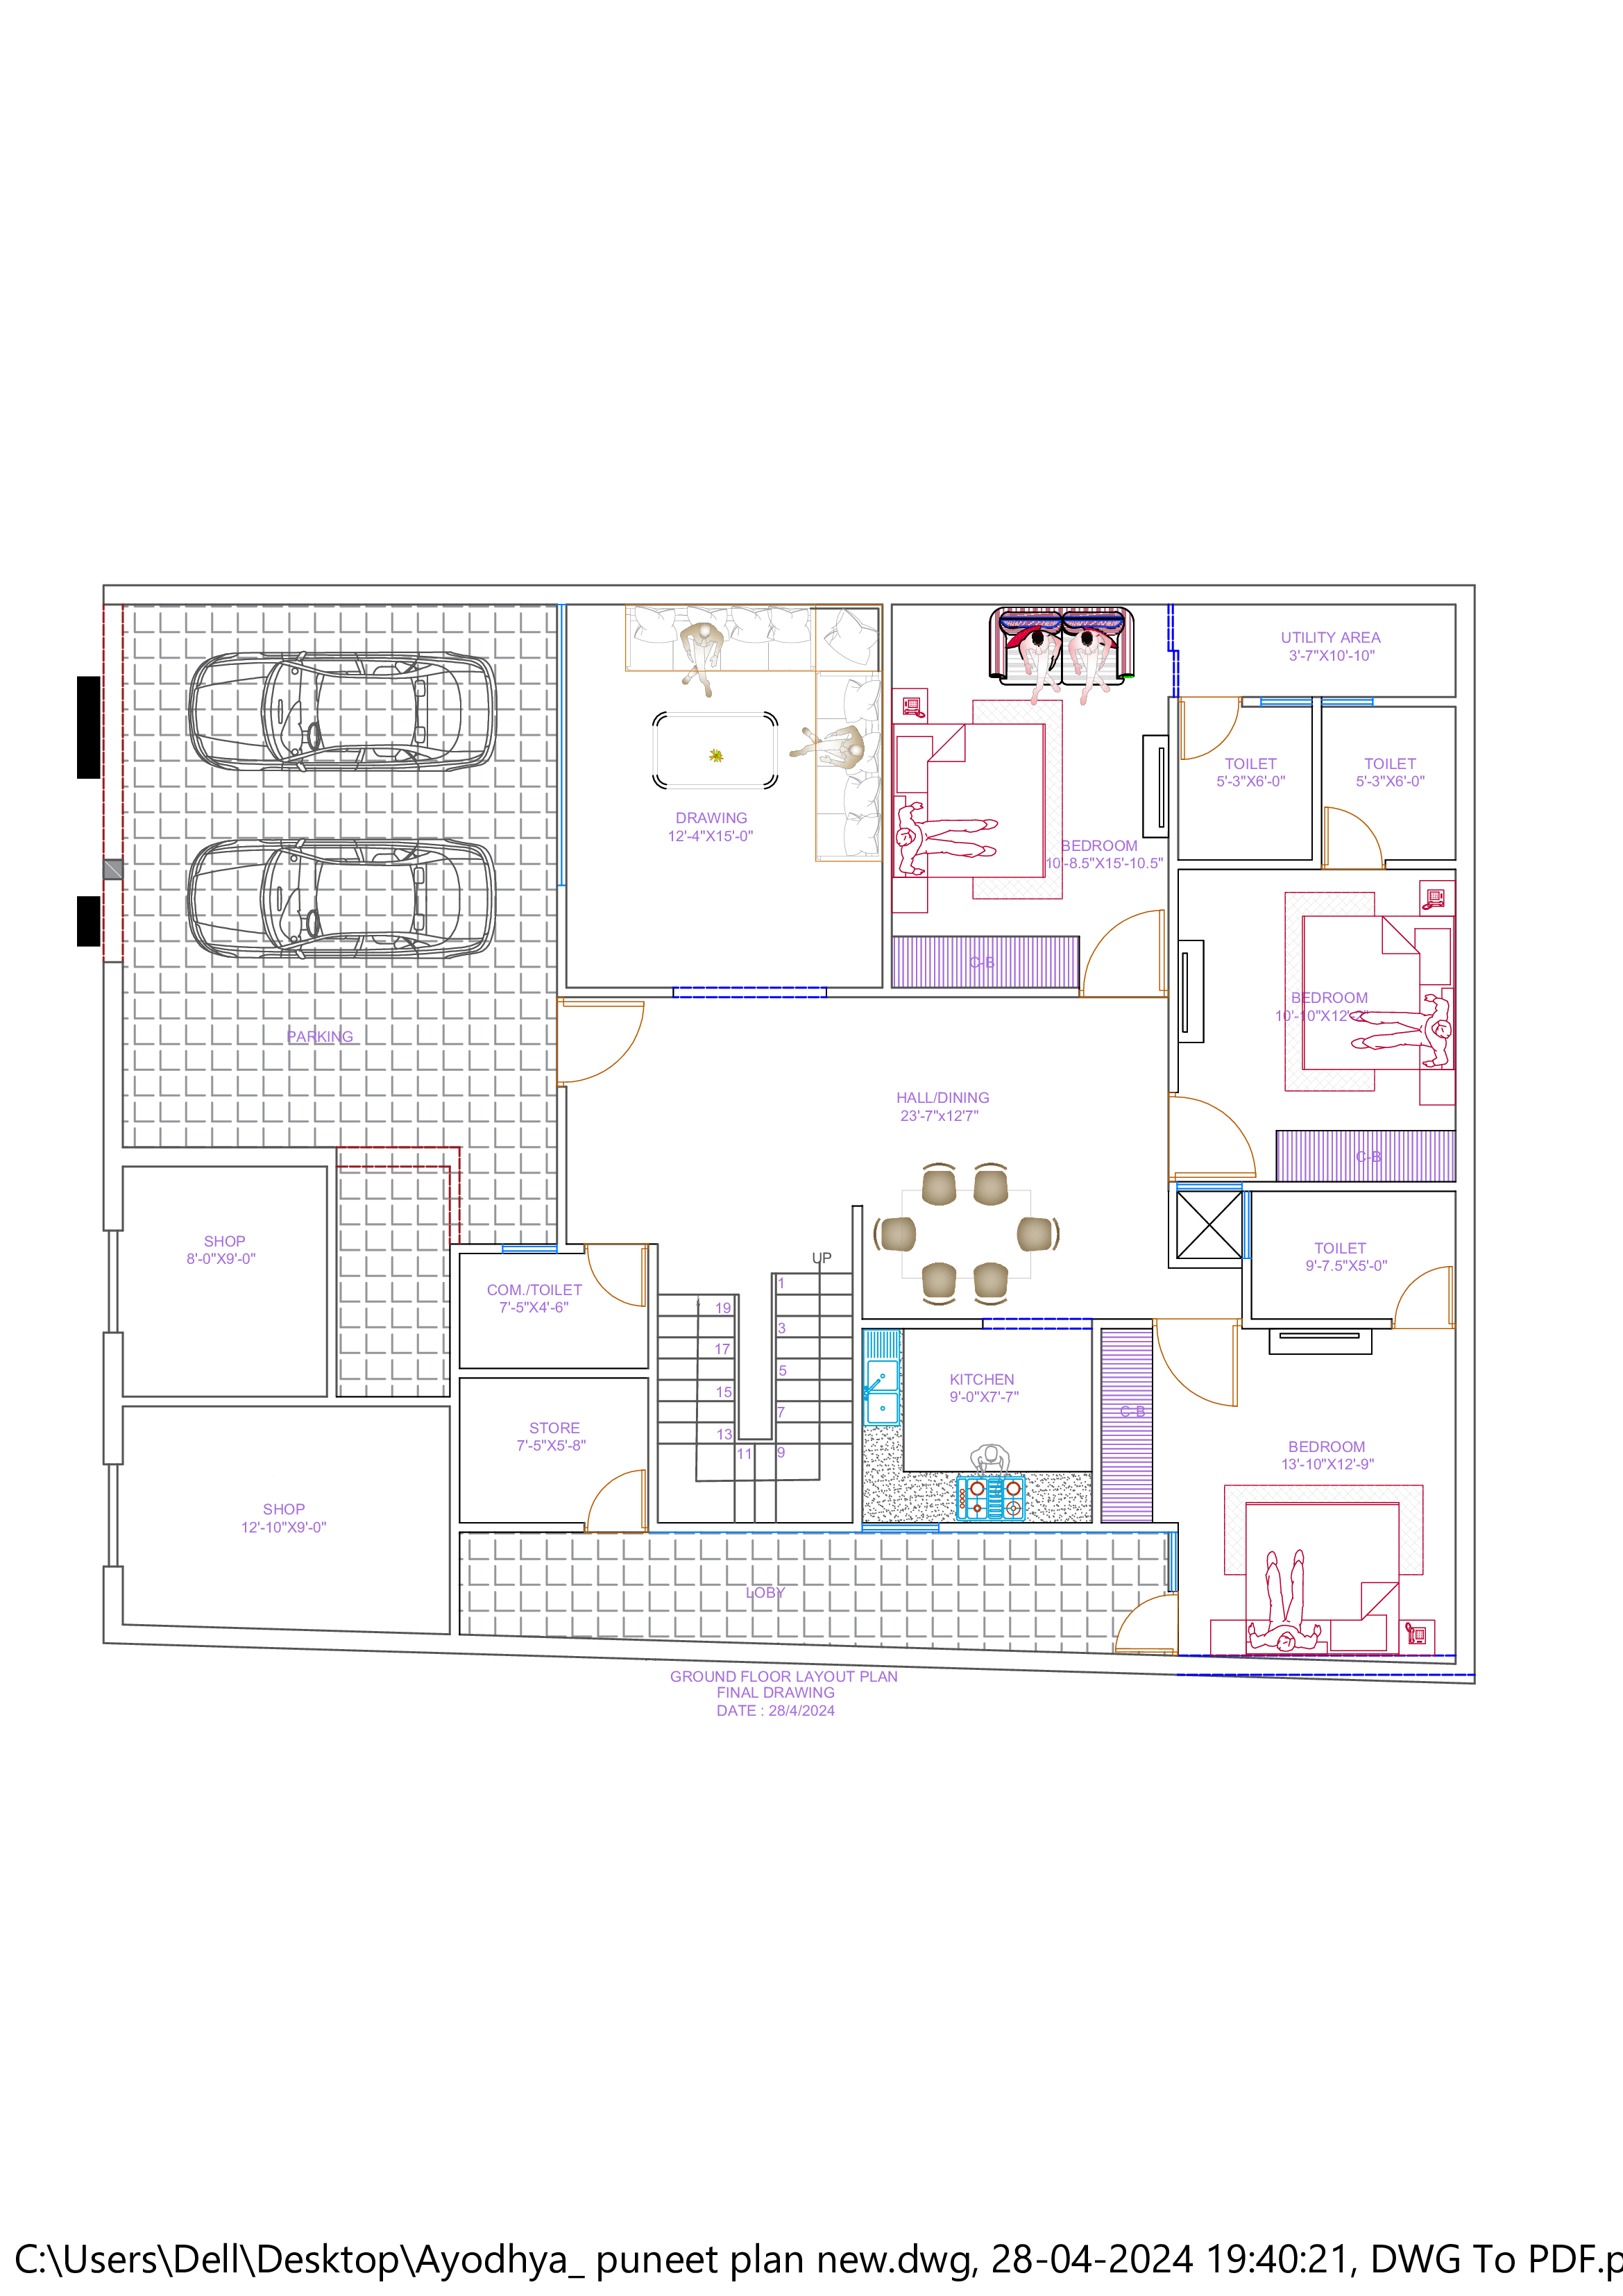 UTILITY AREA
3'-7"X10'-10"
TOILET
5'-3"X6'-0"
TOILET
5'-3"X6'-0"
DRAWING
12'-4"X15'-0"
BEDROOM
10'-8.5"X15'-10.5"
C-B
BEDROOM
10'-10"X12'
PARKING
HALL/DINING
23'-7"x12'7"
C-B
SHOP
8'-0"X9'-0"
COM./TOILET
7'-5"X4'-6"
UP
1
3
5
7
9
11
13
15
17
19
TOILET
9'-7.5"X5'-0"
KITCHEN
9'-0"X7'-7"
C-B
STORE
7'-5"X5'-8"
BEDROOM
13'-10"X12'-9"
SHOP
12'-10"X9'-0"
LOBY
GROUND FLOOR LAYOUT PLAN
FINAL DRAWING
DATE : 28/4/2024
C:\Users\Dell\Desktop\Ayodhya_ puneet plan new.dwg, 28-04-2024 19:40:21, DWG To PDF.p